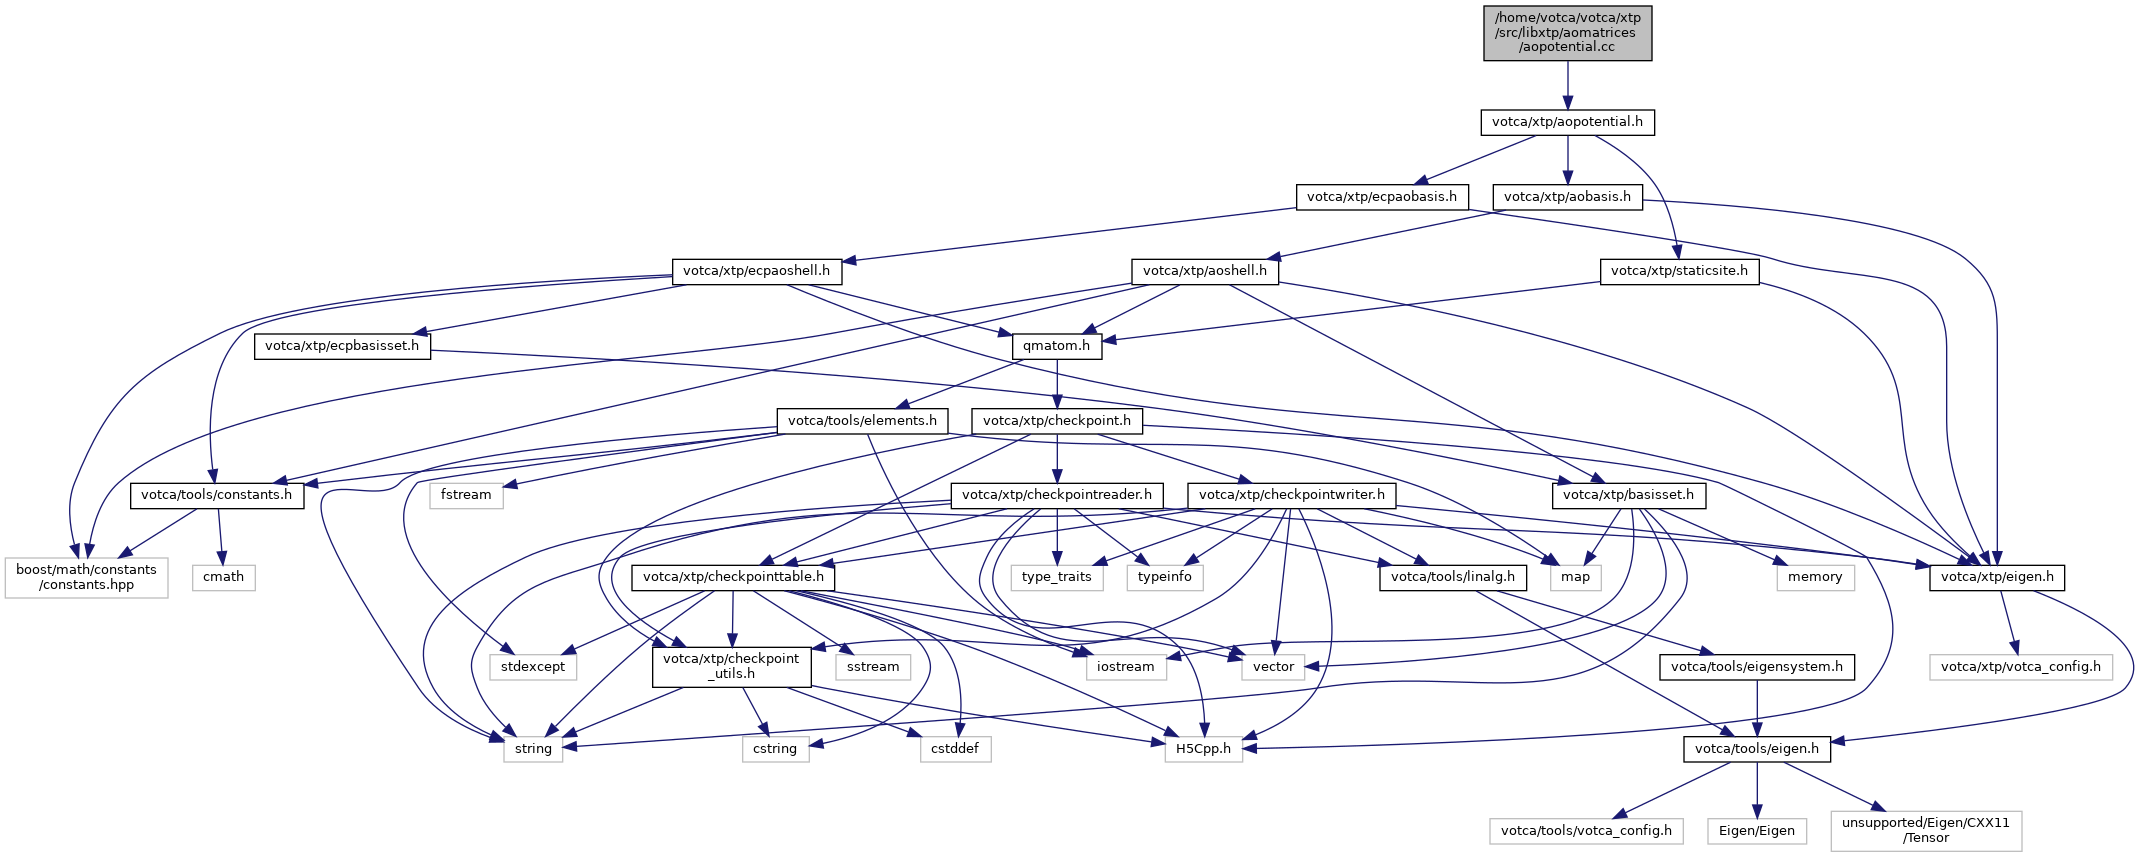 /home/votca/votca/xtp
/src/libxtp/aomatrices
/aopotential.cc
votca/xtp/aopotential.h
votca/xtp/ecpaobasis.h
votca/xtp/aobasis.h
votca/xtp/ecpaoshell.h
votca/xtp/aoshell.h
votca/xtp/staticsite.h
votca/xtp/ecpbasisset.h
qmatom.h
votca/tools/elements.h
votca/xtp/checkpoint.h
votca/tools/constants.h
fstream
votca/xtp/checkpointreader.h
votca/xtp/checkpointwriter.h
votca/xtp/basisset.h
boost/math/constants
/constants.hpp
cmath
votca/xtp/checkpointtable.h
type_traits
typeinfo
votca/tools/linalg.h
map
memory
votca/xtp/eigen.h
stdexcept
votca/xtp/checkpoint
_utils.h
sstream
iostream
vector
votca/tools/eigensystem.h
votca/xtp/votca_config.h
string
cstring
cstddef
H5Cpp.h
votca/tools/eigen.h
votca/tools/votca_config.h
Eigen/Eigen
unsupported/Eigen/CXX11
/Tensor